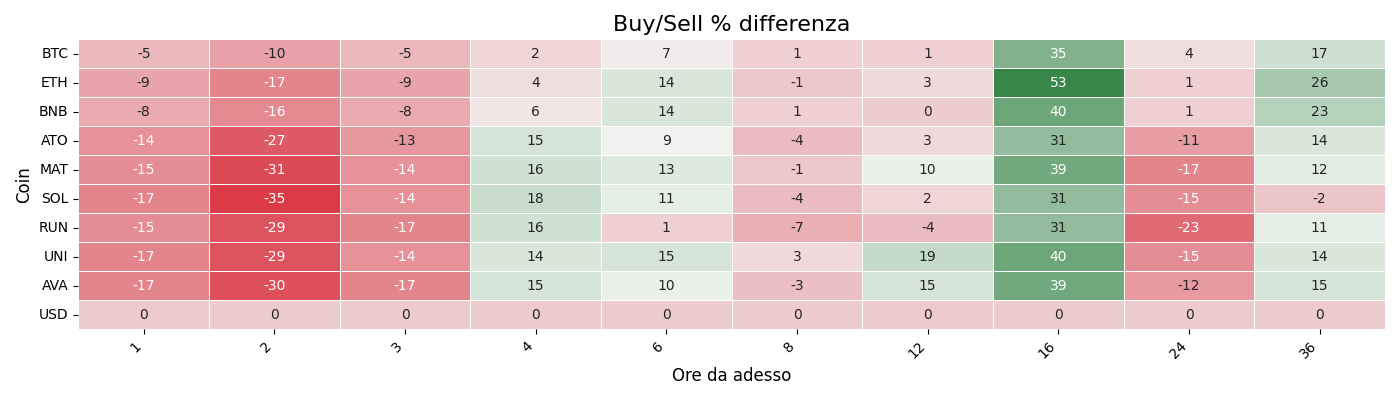 Buy/Sell % differenza
Coin
BTC -5 -10 -5 2 7 1 1 35 4 17
ETH -9 -17 -9 4 14 -1 3 53 1 26
BNB -8 -16 -8 6 14 1 0 40 1 23
ATO -14 -27 -13 15 9 -4 3 31 -11 14
MAT -15 -31 -14 16 13 -1 10 39 -17 12
SOL -17 -35 -14 18 11 -4 2 31 -15 -2
RUN -15 -29 -17 16 1 -7 -4 31 -23 11
UNI -17 -29 -14 14 15 3 19 40 -15 14
AVA -17 -30 -17 15 10 -3 15 39 -12 15
USD 0 0 0 0 0 0 0 0 0 0
1 2 3 4 6 8 12 16 24 36
Ore da adesso